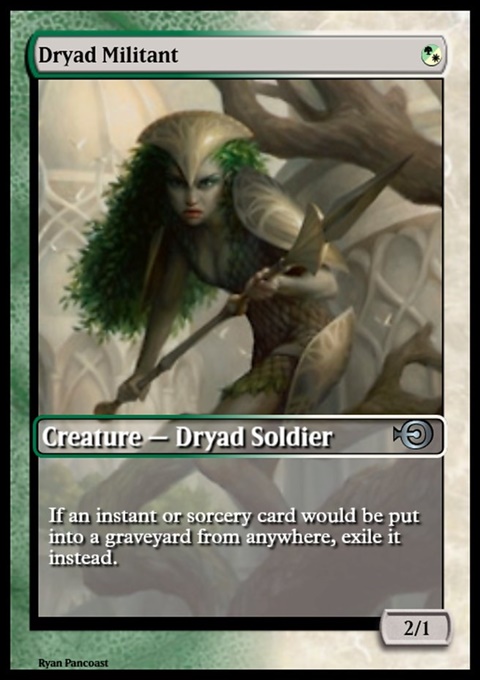 Dryad Militant
Creature — Dryad Soldier
If an instant or sorcery card would be put
into a graveyard from anywhere, exile it
instead.
2/1
Ryan Pancoast